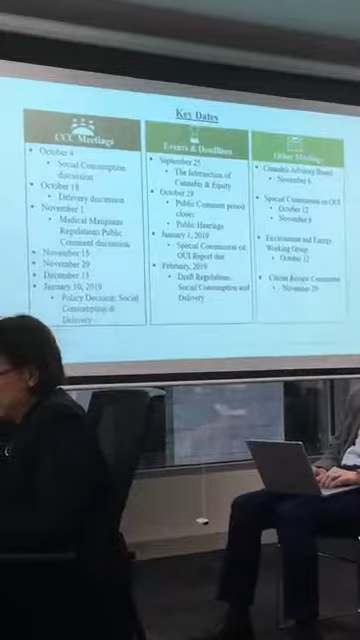 Key Dates
CCC Meetings
October 4
Social Consumption
discussion
October 18
Delivery discussion
November 1
Medical Marijuana
Regulations Public
Comment discussion
November 15
November 29
December 13
January 10, 2019
Policy Decision: Social
Consumption &
Delivery
Events & Deadlines
September 25
The Intersection of
Cannabis & Equity
October 29
Public Comment period
closes
Public Hearings
January 1, 2019
Special Commission on
OUI Report due
February, 2019
Draft Regulations:
Social Consumption and
Delivery
Other Meetings
Cannabis Advisory Board
November 8
Special Commission on OUI
October 12
November 9
Environment and Energy
Working Group
October 12
Citizen Review Committee
November 29